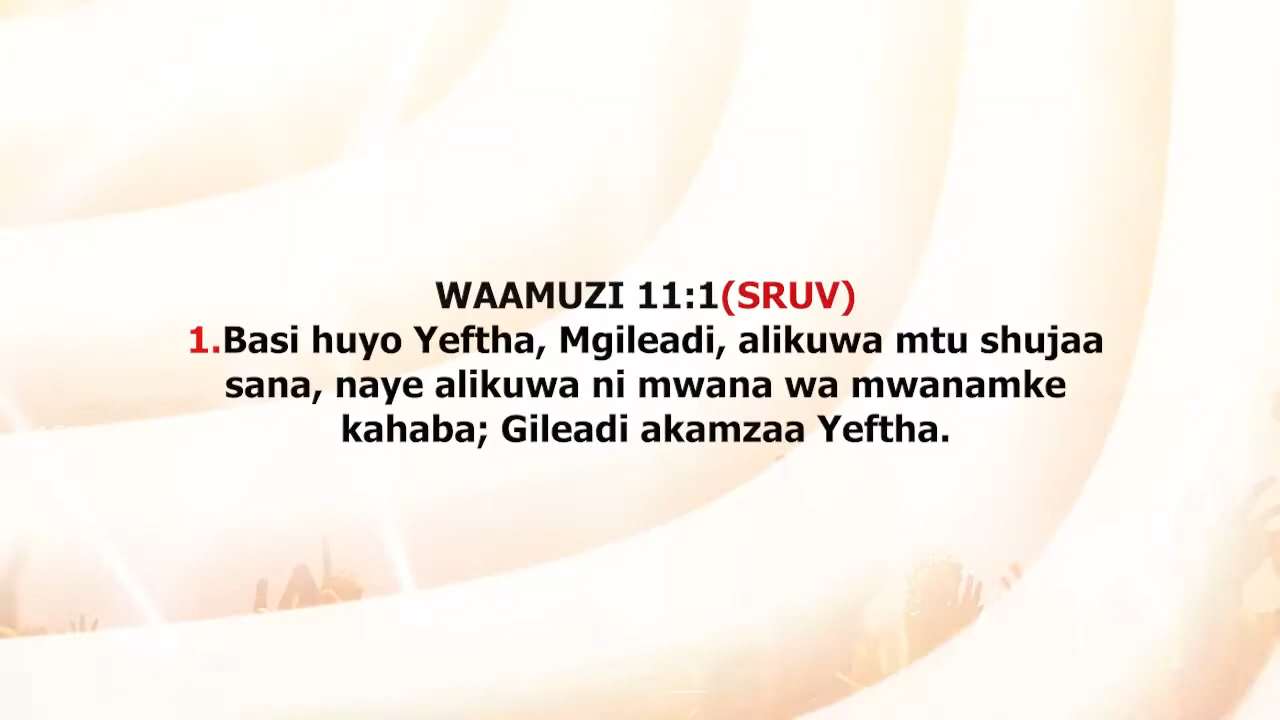 WAAMUZI 11:1(SRUV)
1.Basi huyo Yeftha, Mgileadi, alikuwa mtu shujaa
sana, naye alikuwa ni mwana wa mwanamke
kahaba; Gileadi akamzaa Yeftha.